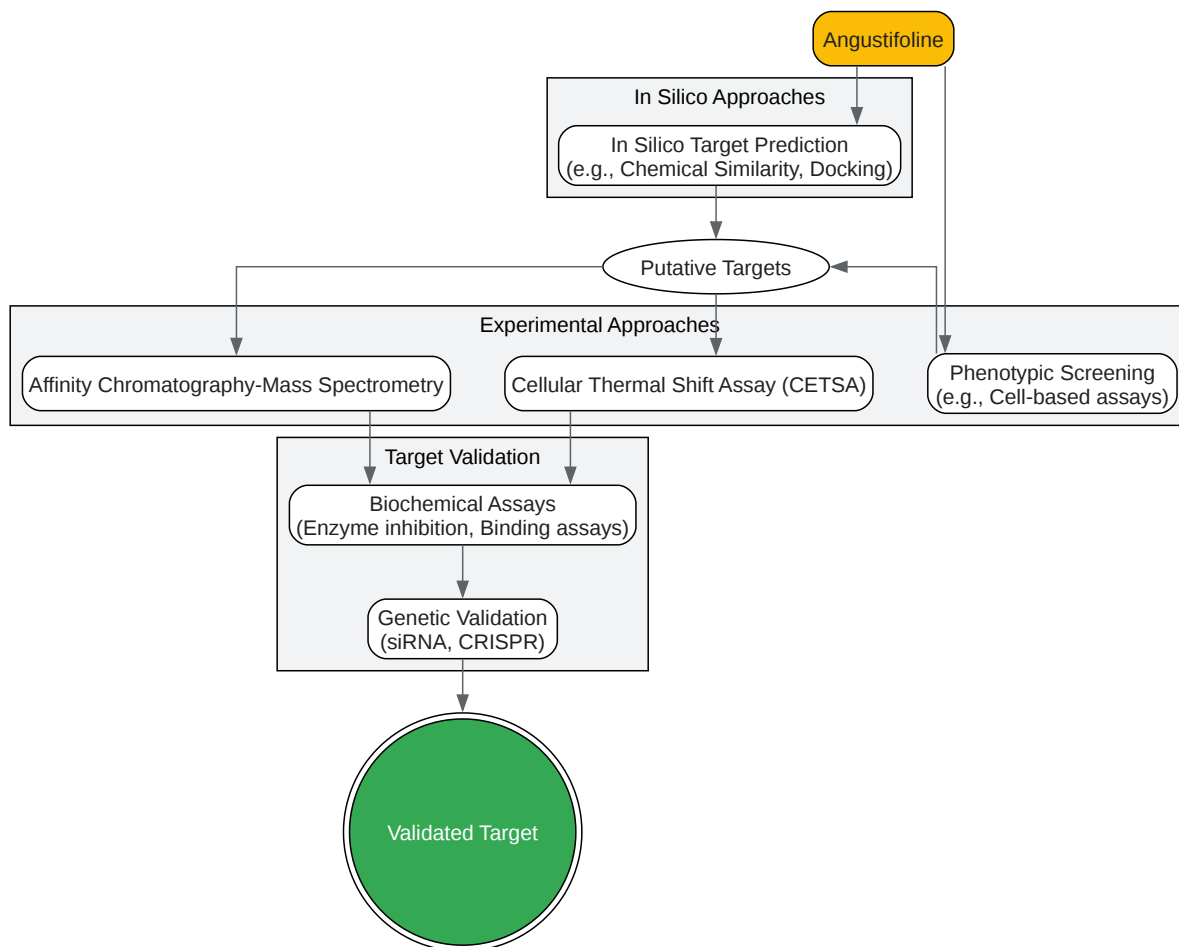 Angustifoline
In Silico Approaches
In Silico Target Prediction
(e.g., Chemical Similarity, Docking)
Putative Targets
Experimental Approaches
Affinity Chromatography-Mass Spectrometry
Cellular Thermal Shift Assay (CETSA)
Phenotypic Screening
(e.g., Cell-based assays)
Target Validation
Biochemical Assays
(Enzyme inhibition, Binding assays)
Genetic Validation
(siRNA, CRISPR)
Validated Target